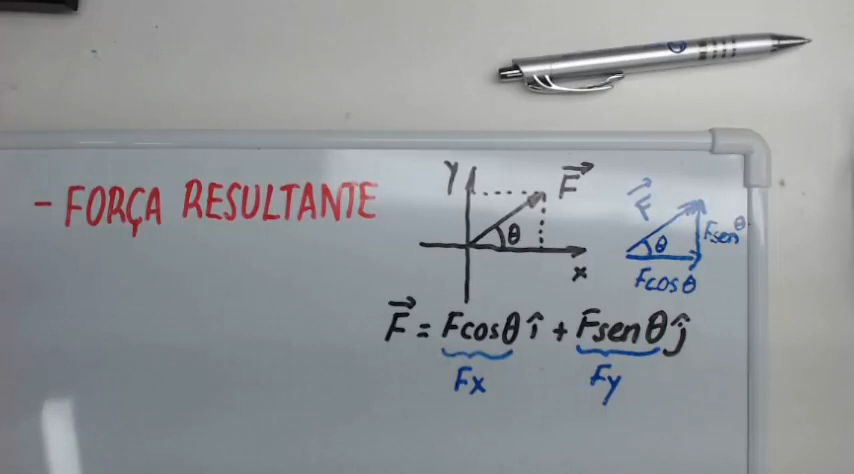 - FORÇA RESULTANTE
y
F⃗
θ
x
F⃗
θ
Fsenθ
Fcosθ
F⃗ = Fcosθ î + Fsenθ ĵ
Fx Fy